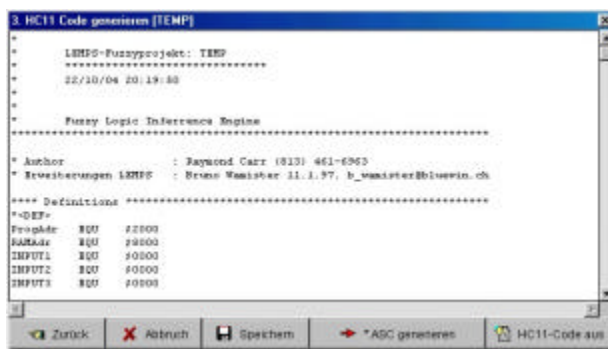 3. HC11 Code generieren [TEMP]
*
* LEMPS-Fuzzyprojekt: TEMP
* *****************************
* 22/10/04 20:19:50
*
*
* Fuzzy Logic Inferrence Engine
**********************************************************************
* Author : Raymond Carr (813) 461-6963
* Erweiterungen LEMPS : Bruno Wamister 11.1.97, b_wamister@bluewin.ch
**** Definitions *****************************************************
*<DEF>
ProgAdr EQU $2000
RAMAdr EQU $8000
INPUT1 EQU $0000
INPUT2 EQU $0000
INPUT3 EQU $0000
Zurück Abbruch Speichern *.ASC generieren HC11-Code aus